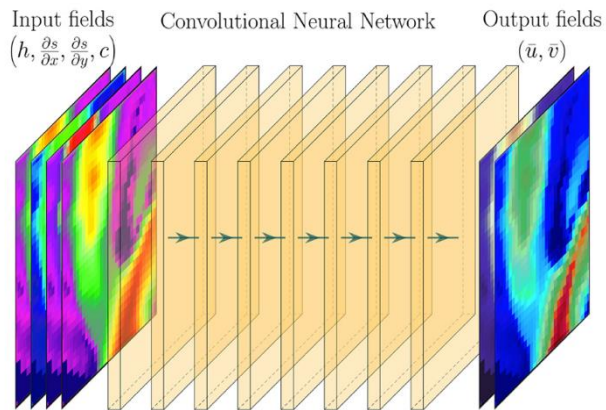 Input fields
(h, ∂s/∂x, ∂s/∂y, c)
Convolutional Neural Network
Output fields
(ū, v̄)